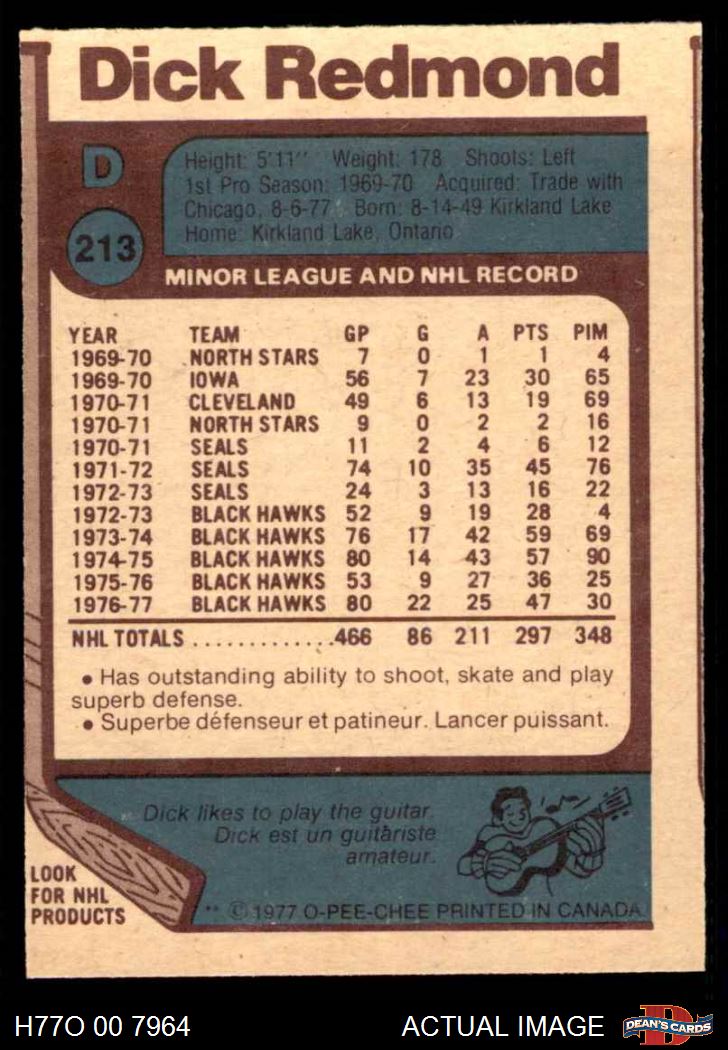 Dick Redmond
D
Height: 5'11" Weight: 178 Shoots: Left
1st Pro Season: 1969-70 Acquired: Trade with
Chicago, 8-6-77 Born: 8-14-49 Kirkland Lake
Home: Kirkland Lake, Ontario
213
MINOR LEAGUE AND NHL RECORD
YEAR TEAM GP G A PTS PIM
1969-70 NORTH STARS 7 0 1 1 4
1969-70 IOWA 56 7 23 30 65
1970-71 CLEVELAND 49 6 13 19 69
1970-71 NORTH STARS 9 0 2 2 16
1970-71 SEALS 11 2 4 6 12
1971-72 SEALS 74 10 35 45 76
1972-73 SEALS 24 3 13 16 22
1972-73 BLACK HAWKS 52 9 19 28 4
1973-74 BLACK HAWKS 76 17 42 59 69
1974-75 BLACK HAWKS 80 14 43 57 90
1975-76 BLACK HAWKS 53 9 27 36 25
1976-77 BLACK HAWKS 80 22 25 47 30
NHL TOTALS .............466 86 211 297 348
• Has outstanding ability to shoot, skate and play
superb defense.
• Superbe défenseur et patineur. Lancer puissant.
Dick likes to play the guitar.
Dick est un guitariste
amateur.
LOOK
FOR NHL
PRODUCTS
** © 1977 O-PEE-CHEE PRINTED IN CANADA
H77O 00 7964
ACTUAL IMAGE
D
DEAN'S CARDS